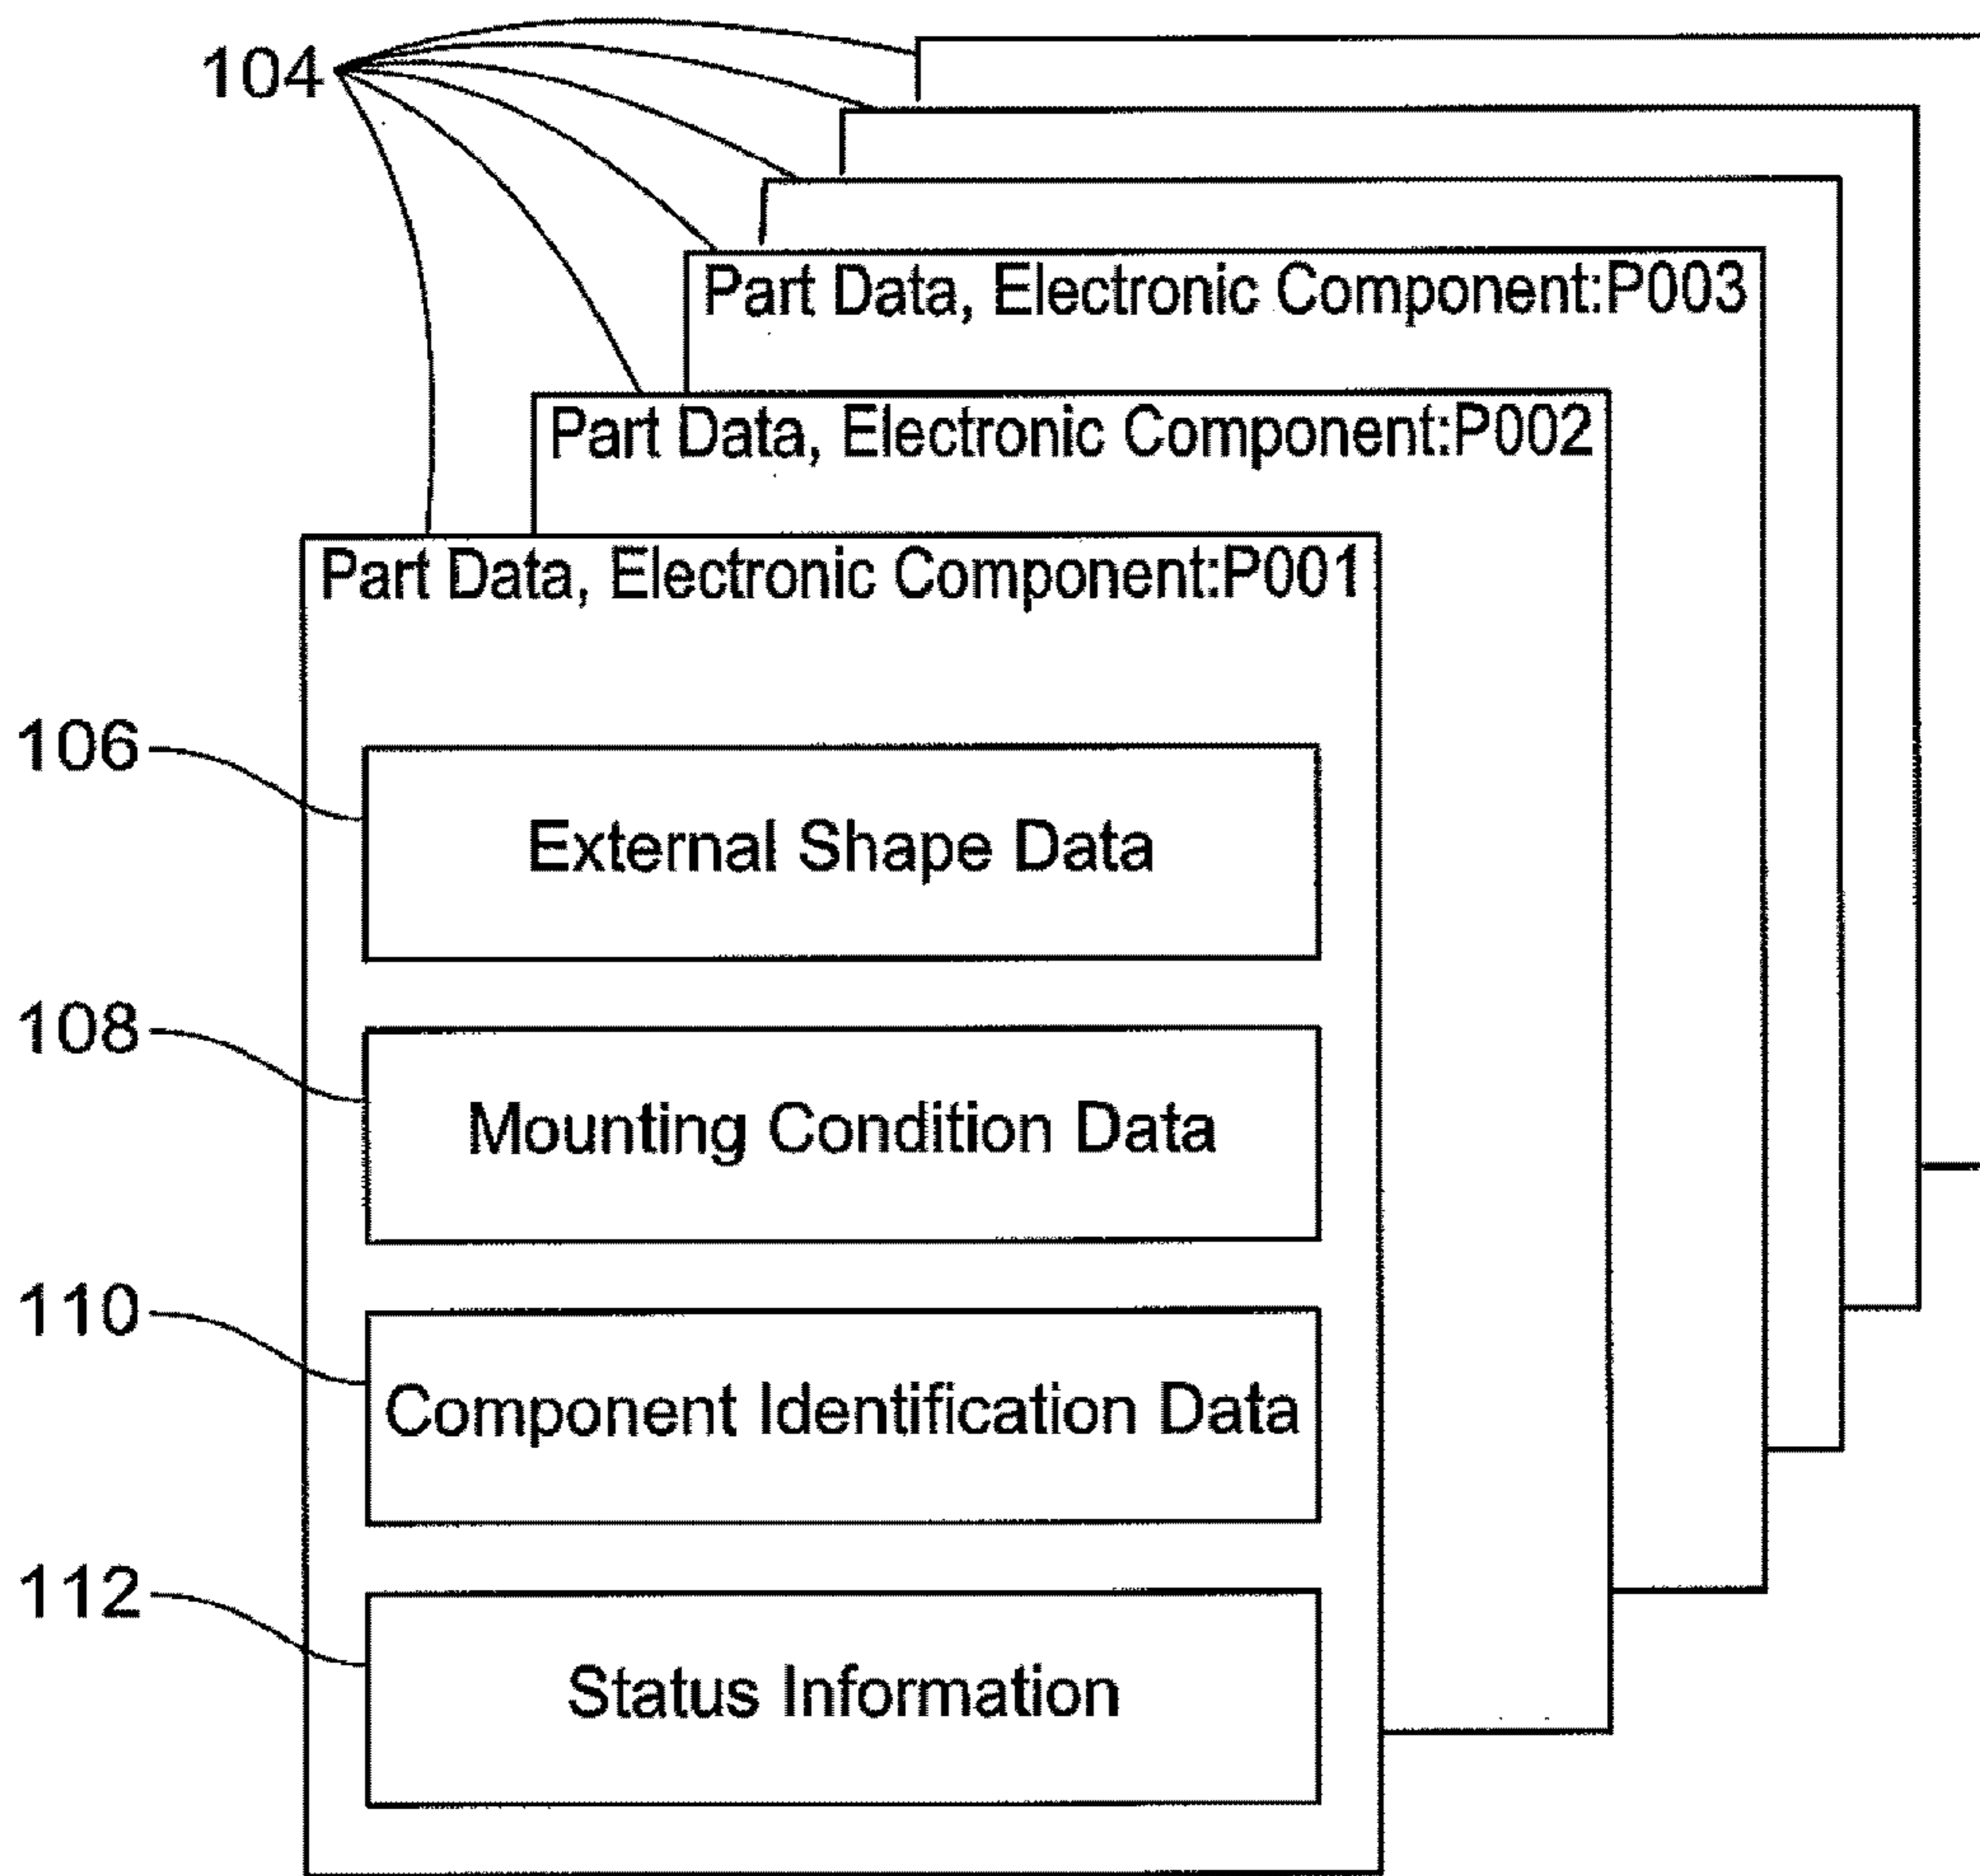 104
Part Data, Electronic Component:P003
Part Data, Electronic Component:P002
Part Data, Electronic Component:P001
106
External Shape Data
108
Mounting Condition Data
110
Component Identification Data
112
Status Information